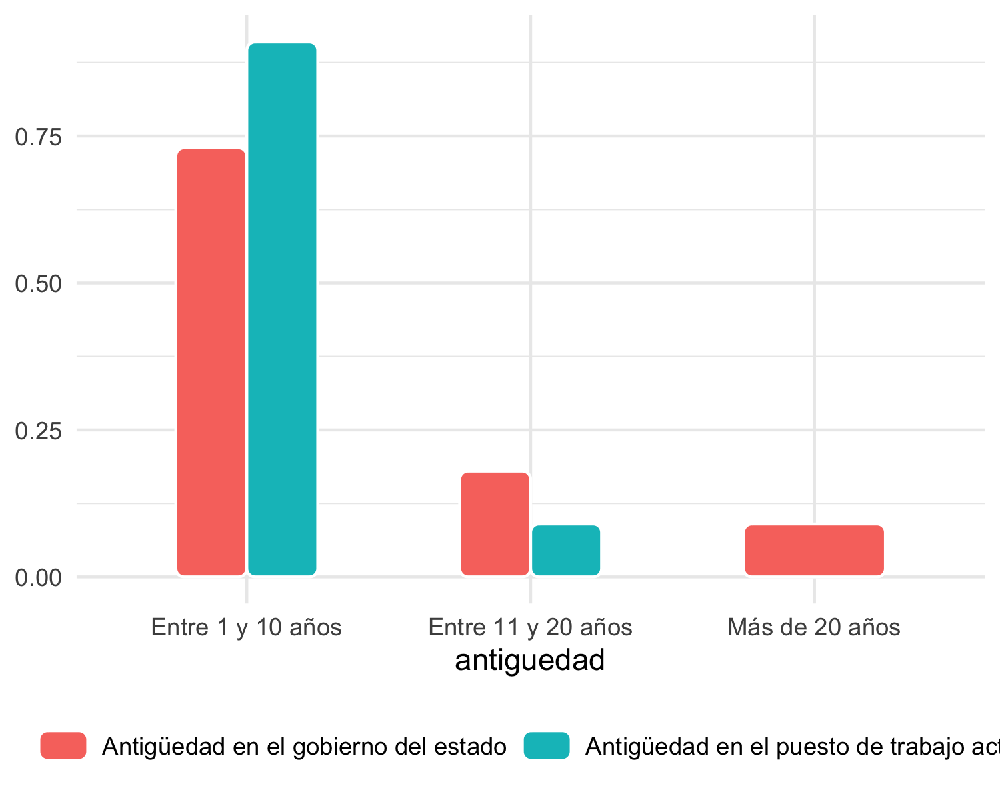 0.75
0.50
0.25
0.00
Entre 1 y 10 años
Entre 11 y 20 años
Más de 20 años
antiguedad
Antigüedad en el gobierno del estado
Antigüedad en el puesto de trabajo